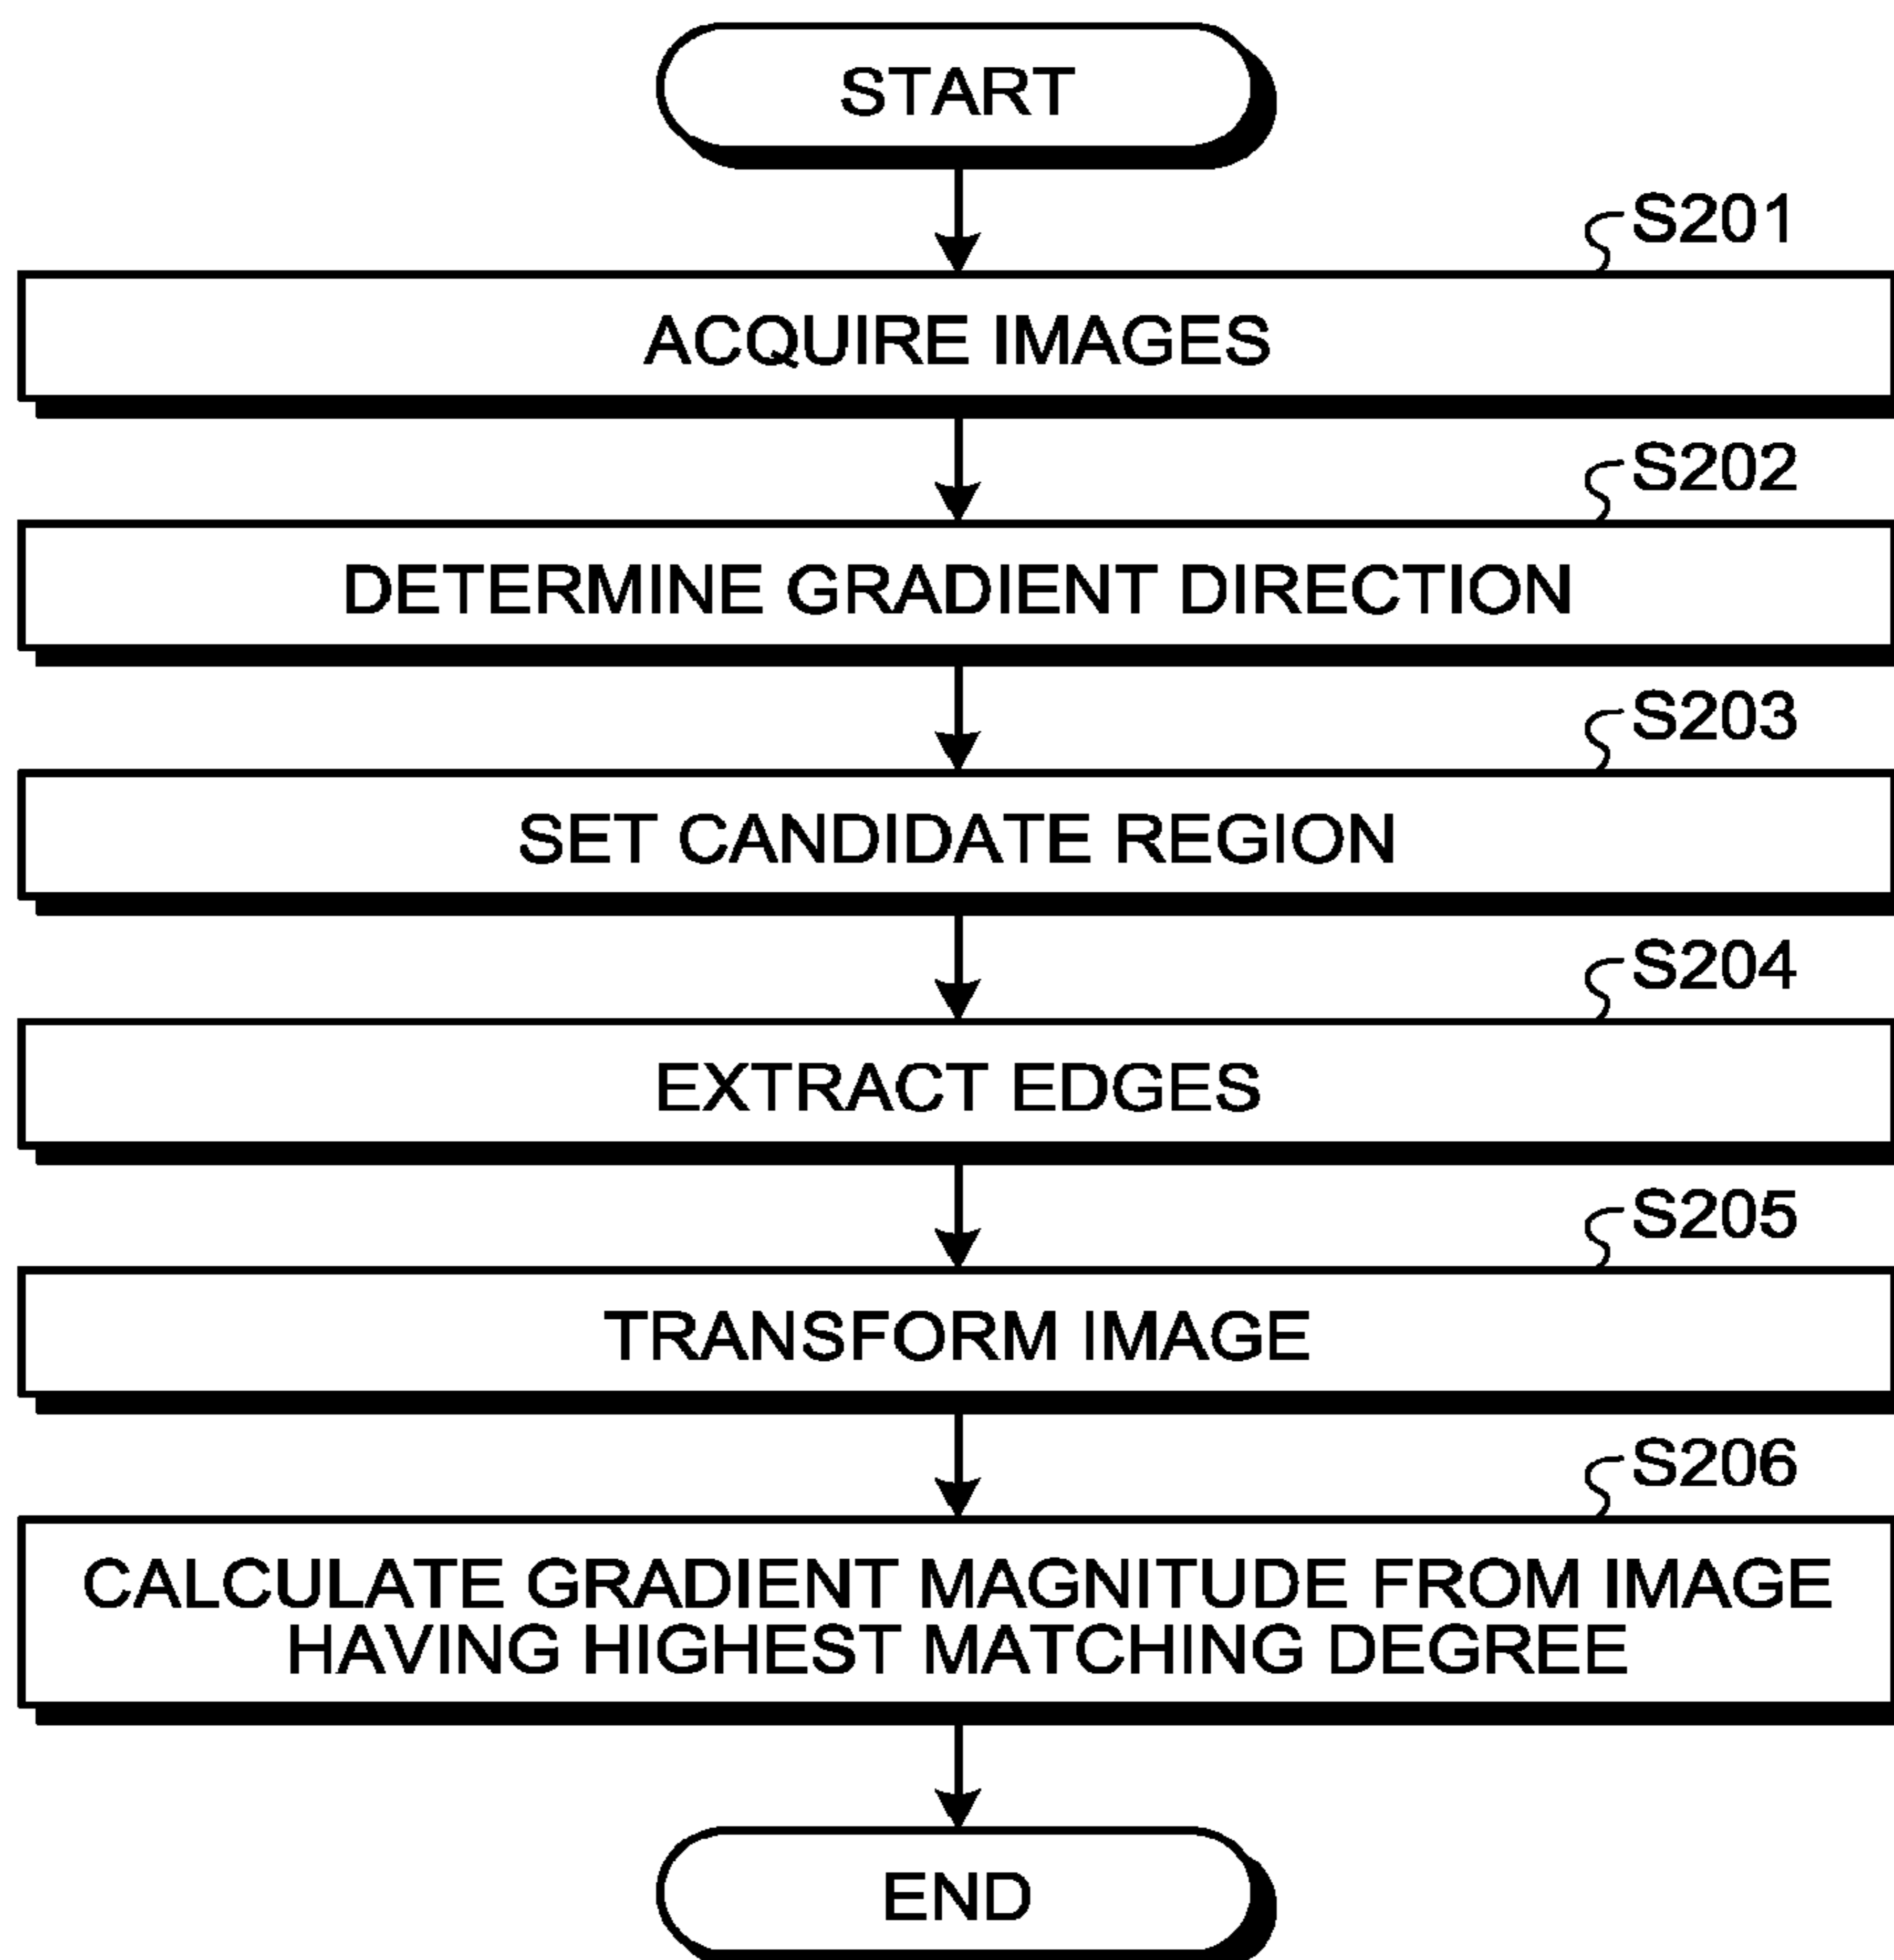 START
S201
ACQUIRE IMAGES
S202
DETERMINE GRADIENT DIRECTION
S203
SET CANDIDATE REGION
S204
EXTRACT EDGES
S205
TRANSFORM IMAGE
S206
CALCULATE GRADIENT MAGNITUDE FROM IMAGE
HAVING HIGHEST MATCHING DEGREE
END